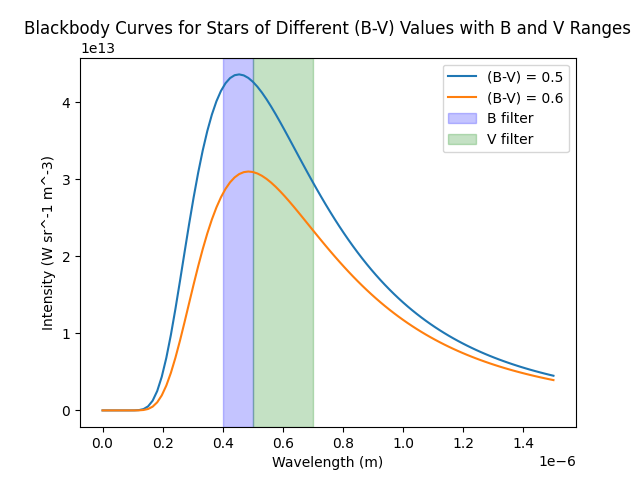 Blackbody Curves for Stars of Different (B-V) Values with B and V Ranges
1e13
(B-V) = 0.5
(B-V) = 0.6
B filter
V filter
4
3
2
1
0
Intensity (W sr^-1 m^-3)
0.0 0.2 0.4 0.6 0.8 1.0 1.2 1.4
Wavelength (m)
1e−6